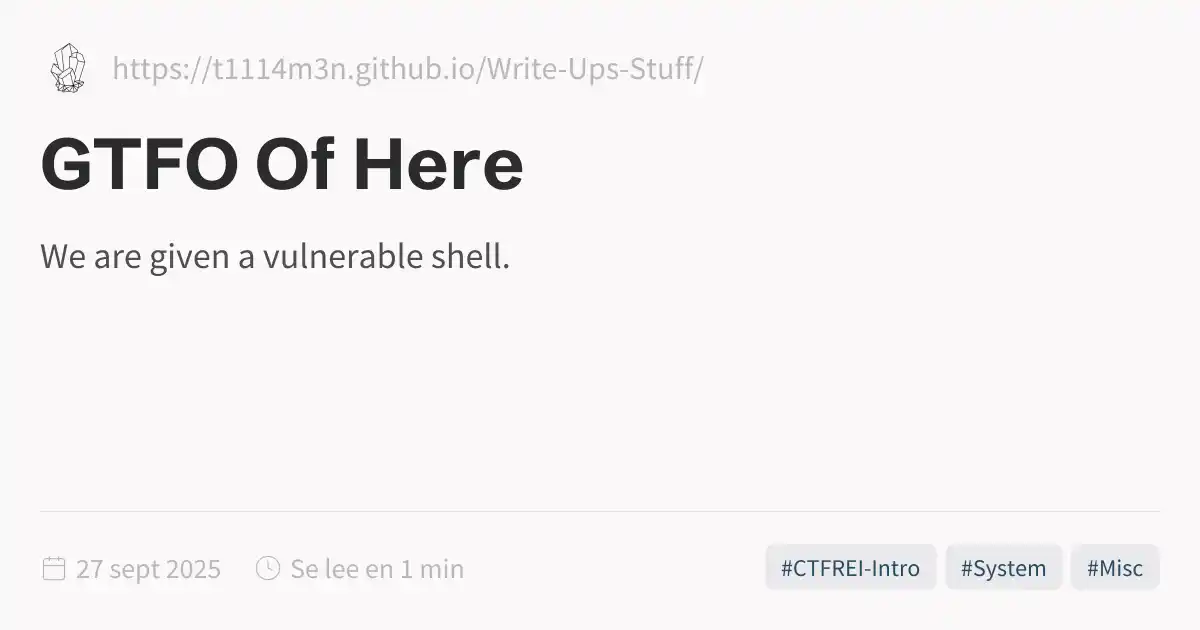 https://t1114m3n.github.io/Write-Ups-Stuff/
GTFO Of Here
We are given a vulnerable shell.
27 sept 2025
Se lee en 1 min
#CTFREI-Intro
#System
#Misc